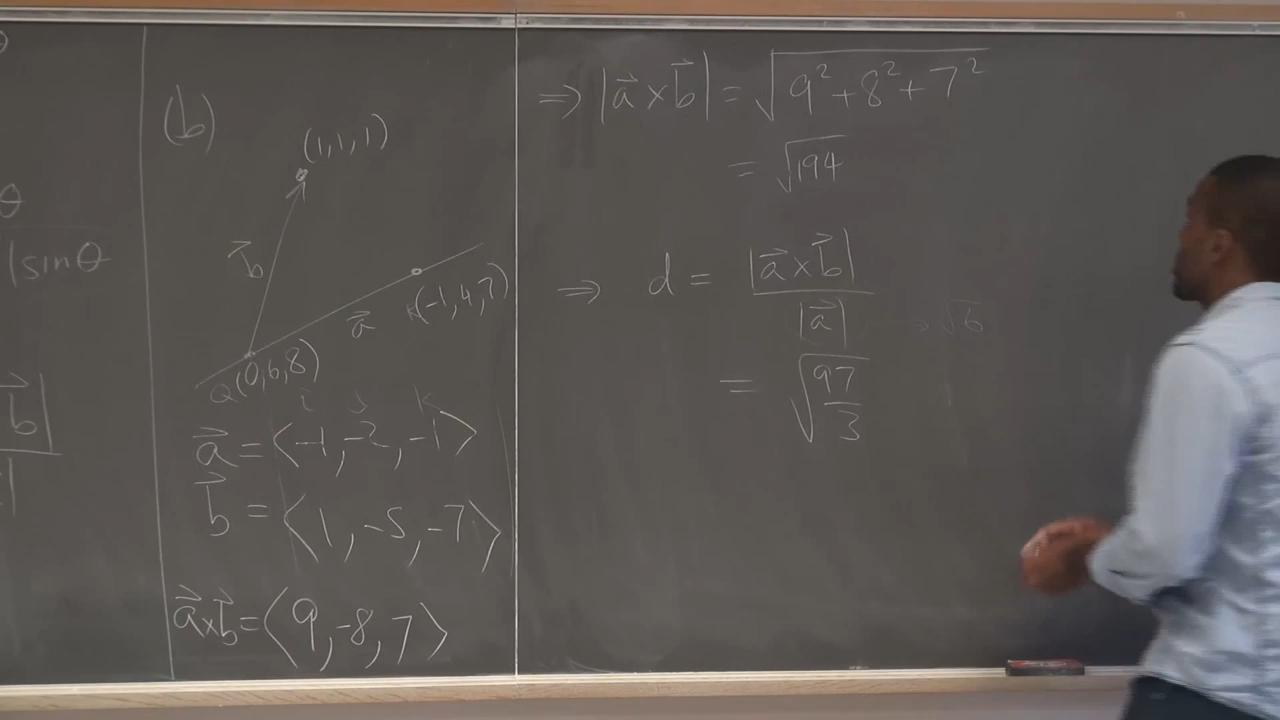 θ
θ
|sinθ
b|
(b)
(1,1,1)
b
a
R(-1,4,7)
Q(0,6,8)
i j k
a = <-1, -2, -1>
b = <1, -5, -7>
a×b = <9, -8, 7>
⇒ |a×b| = √(9² + 8² + 7²)
= √194
⇒ d = |a×b| / |a| → √6
= √(97/3)